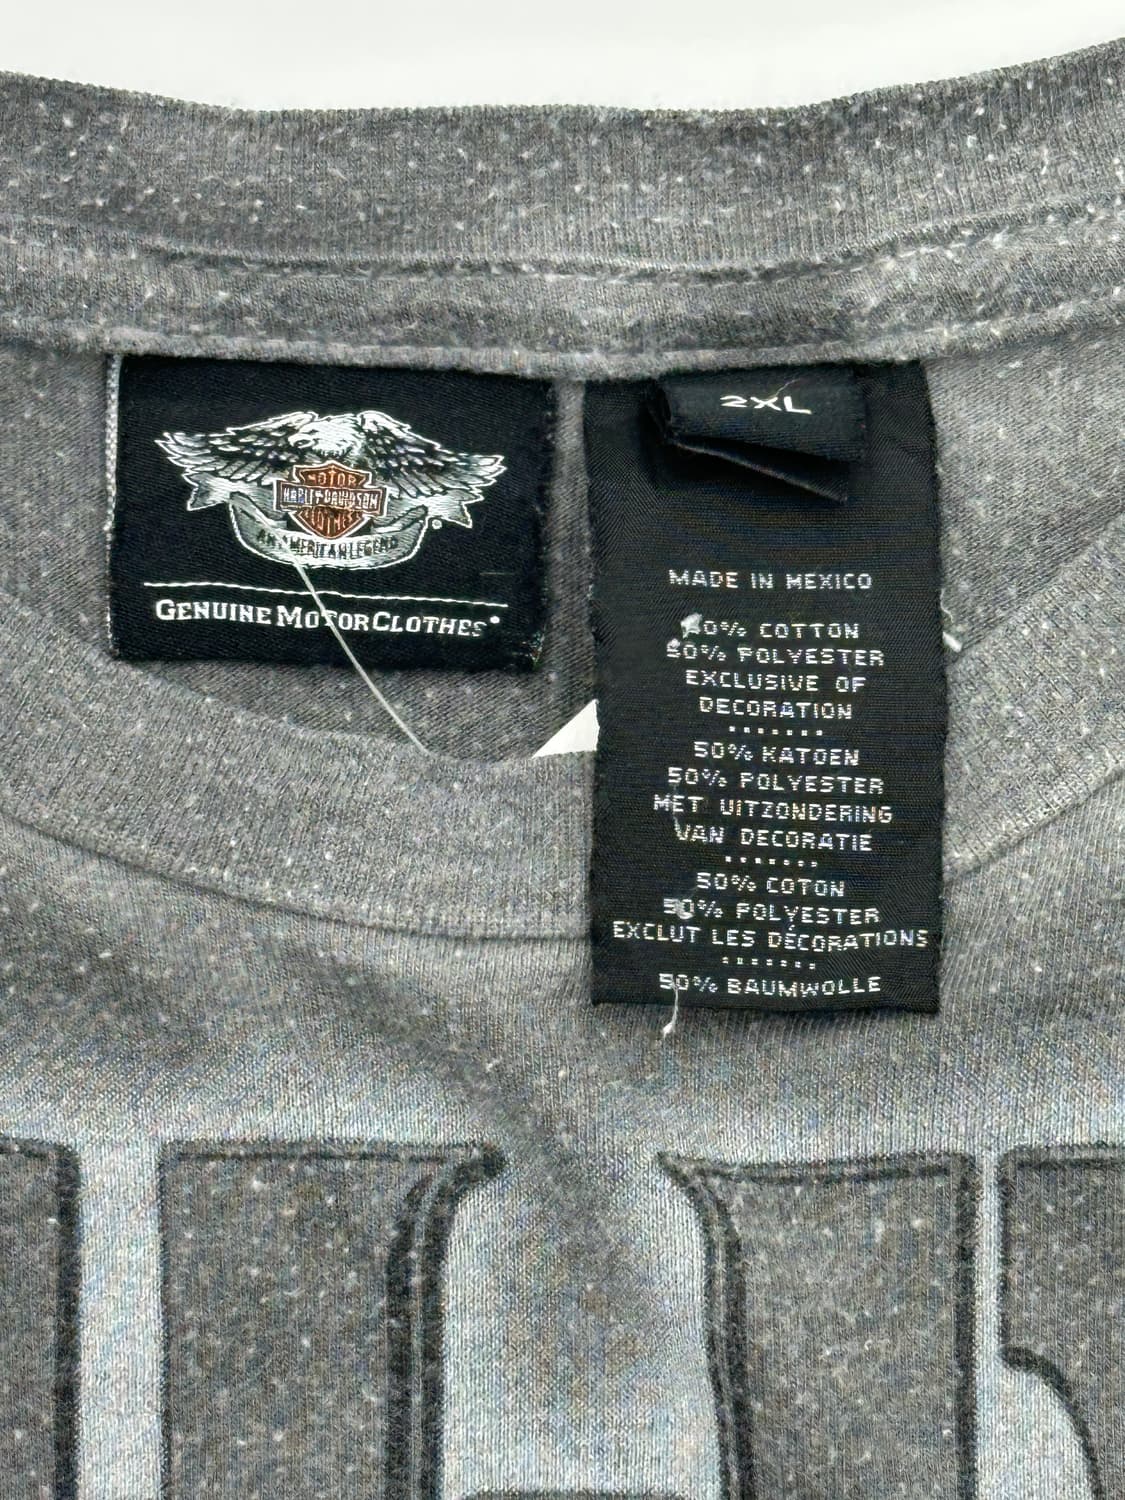 MOTOR
HARLEY-DAVIDSON
CLOTHES
AN AMERICAN LEGEND
®
GENUINE MOTORCLOTHES®
2XL
MADE IN MEXICO
50% COTTON
50% POLYESTER
EXCLUSIVE OF
DECORATION
50% KATOEN
50% POLYESTER
MET UITZONDERING
VAN DECORATIE
50% COTON
50% POLYESTER
EXCLUT LES DÉCORATIONS
50% BAUMWOLLE